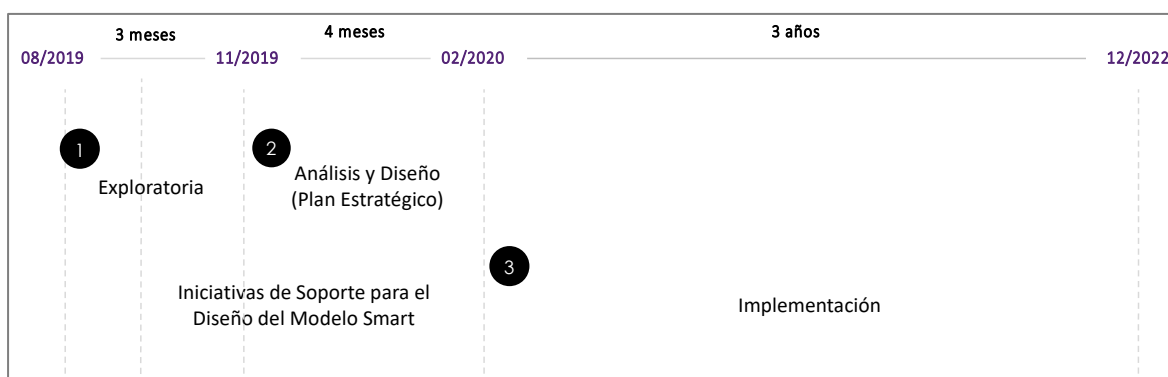 3 meses
4 meses
3 años
08/2019
11/2019
02/2020
12/2022
1
2
Exploratoria
Análisis y Diseño
(Plan Estratégico)
3
Iniciativas de Soporte para el
Diseño del Modelo Smart
Implementación